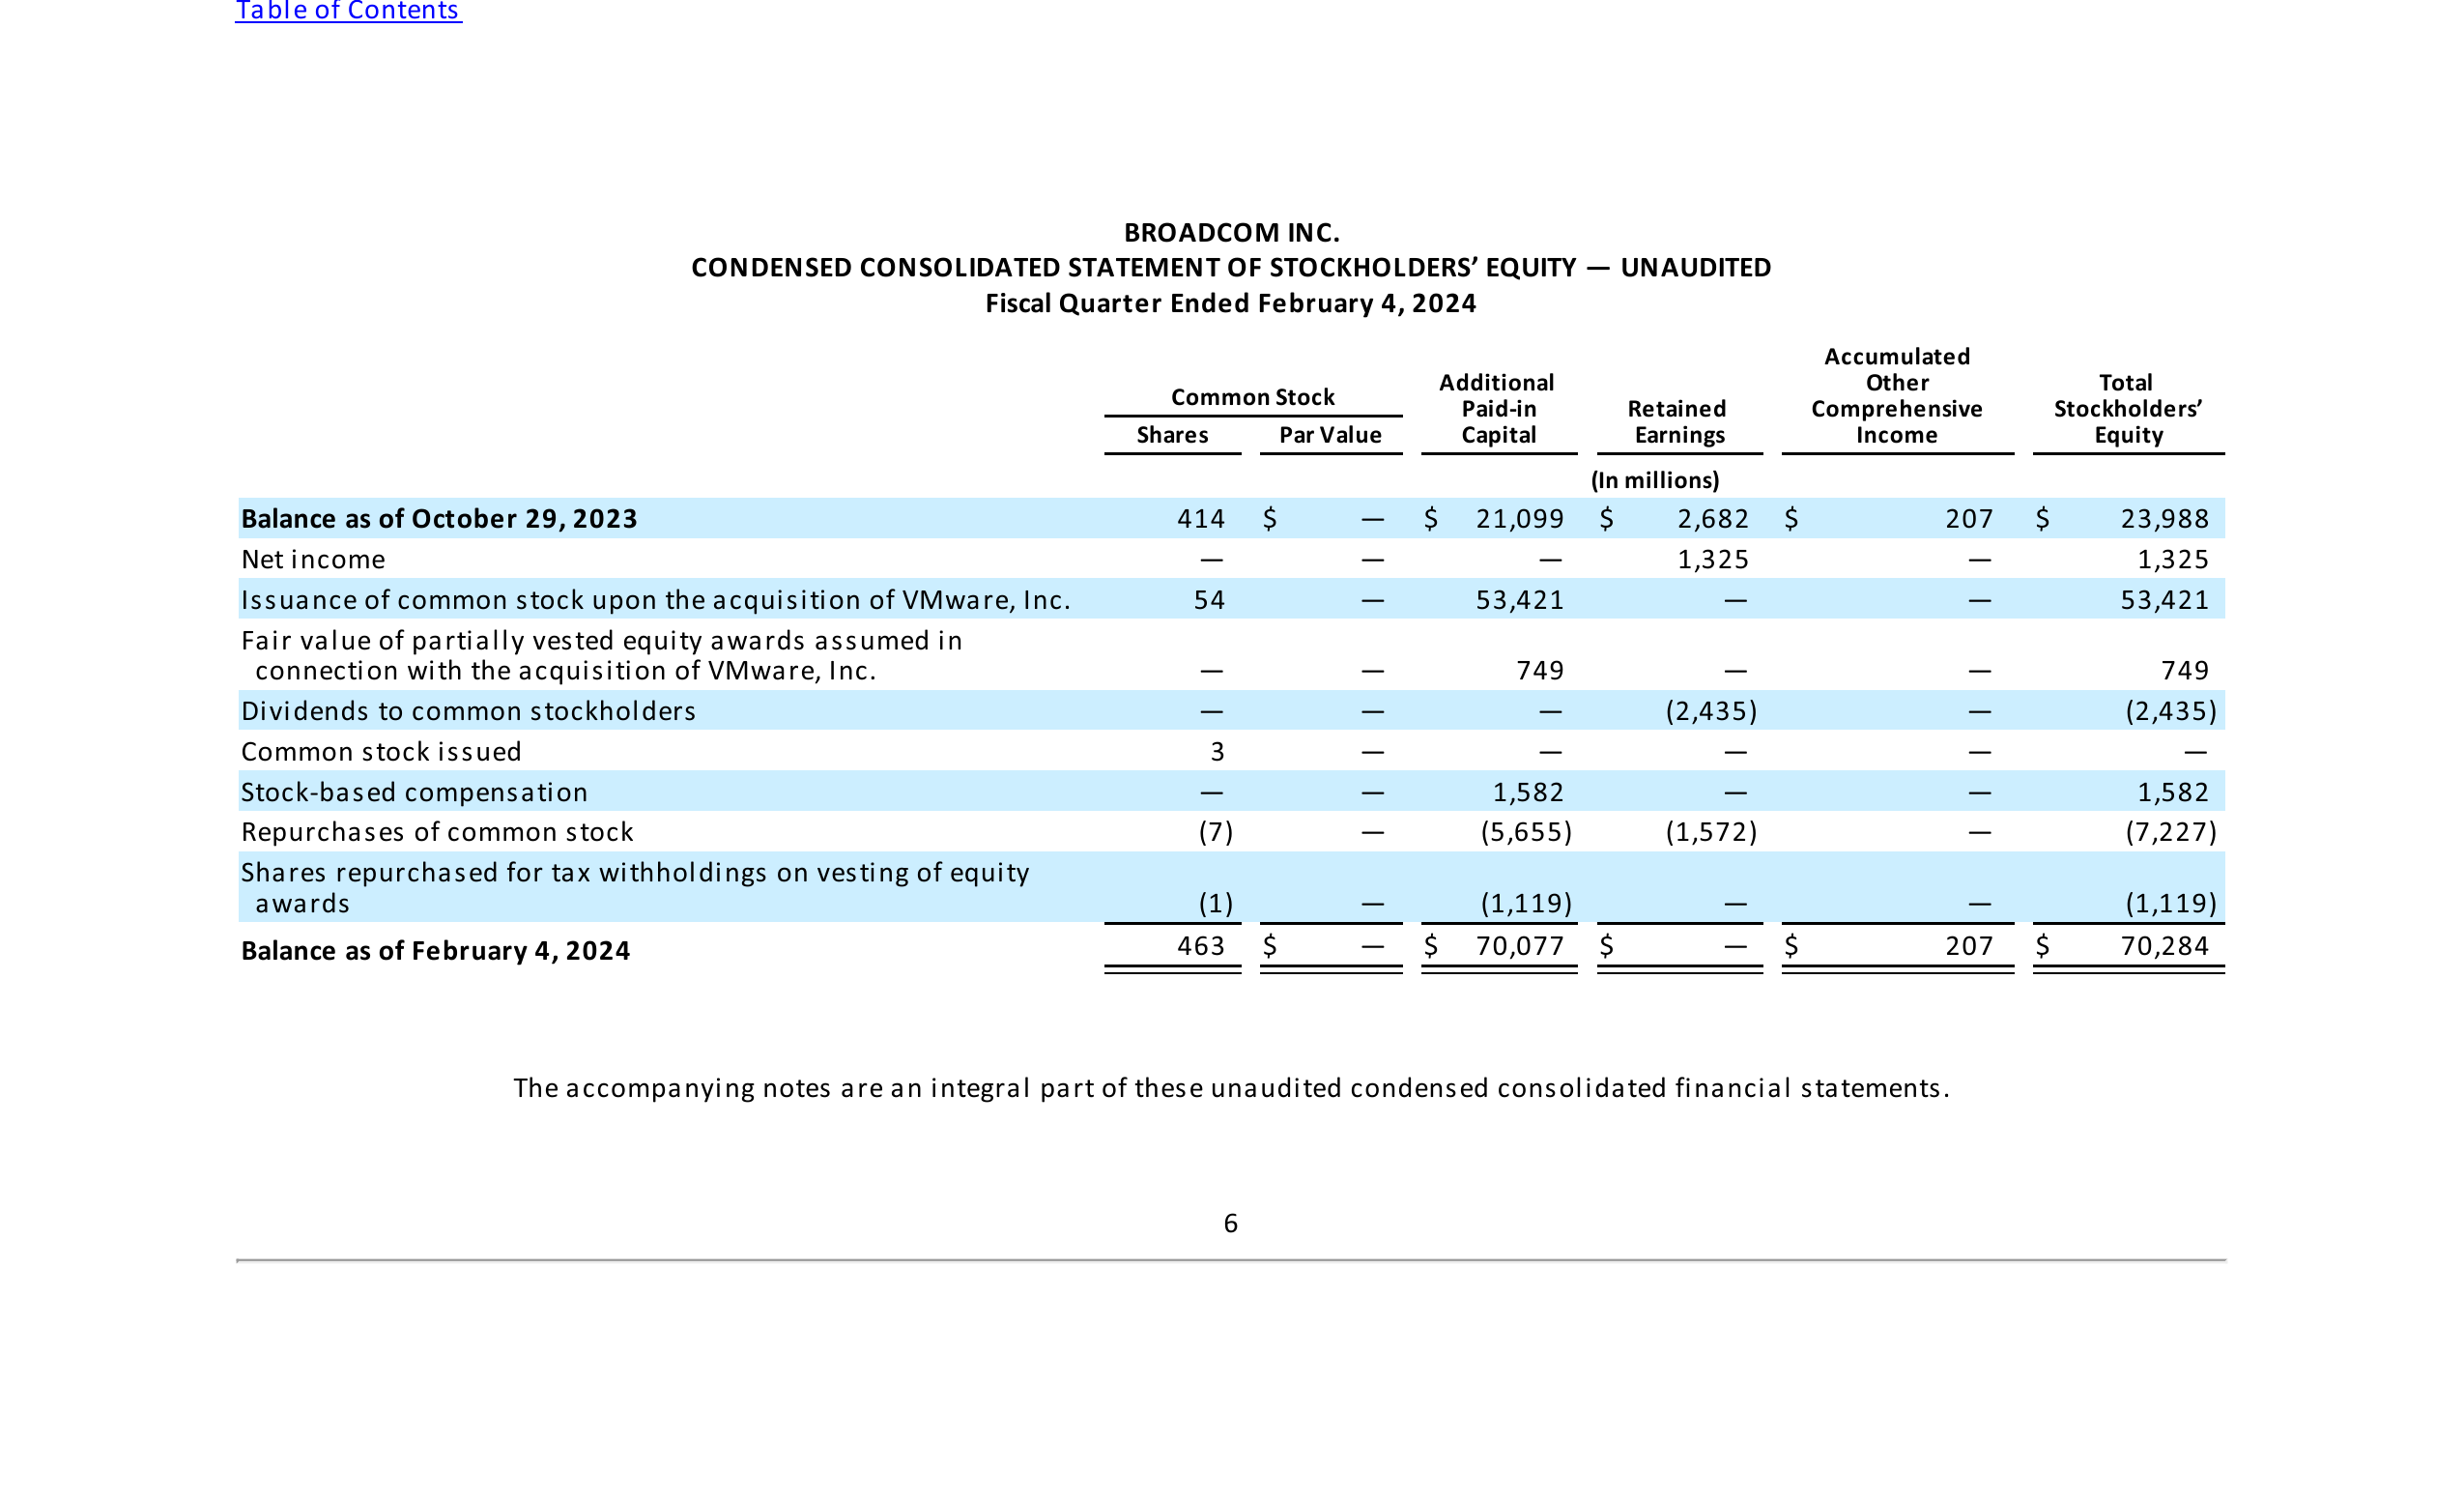 Table of Contents
BROADCOM INC.
CONDENSED CONSOLIDATED STATEMENT OF STOCKHOLDERS’ EQUITY — UNAUDITED
Fiscal Quarter Ended February 4, 2024
Common Stock Additional Paid-in Capital Retained Earnings Accumulated Other Comprehensive Income Total Stockholders’ Equity
Shares Par Value
(In millions)
Balance as of October 29, 2023 414 $ — $ 21,099 $ 2,682 $ 207 $ 23,988
Net income — — — 1,325 — 1,325
Issuance of common stock upon the acquisition of VMware, Inc. 54 — 53,421 — — 53,421
Fair value of partially vested equity awards assumed in
connection with the acquisition of VMware, Inc. — — 749 — — 749
Dividends to common stockholders — — — (2,435) — (2,435)
Common stock issued 3 — — — — —
Stock-based compensation — — 1,582 — — 1,582
Repurchases of common stock (7) — (5,655) (1,572) — (7,227)
Shares repurchased for tax withholdings on vesting of equity
awards (1) — (1,119) — — (1,119)
Balance as of February 4, 2024 463 $ — $ 70,077 $ — $ 207 $ 70,284
The accompanying notes are an integral part of these unaudited condensed consolidated financial statements.
6